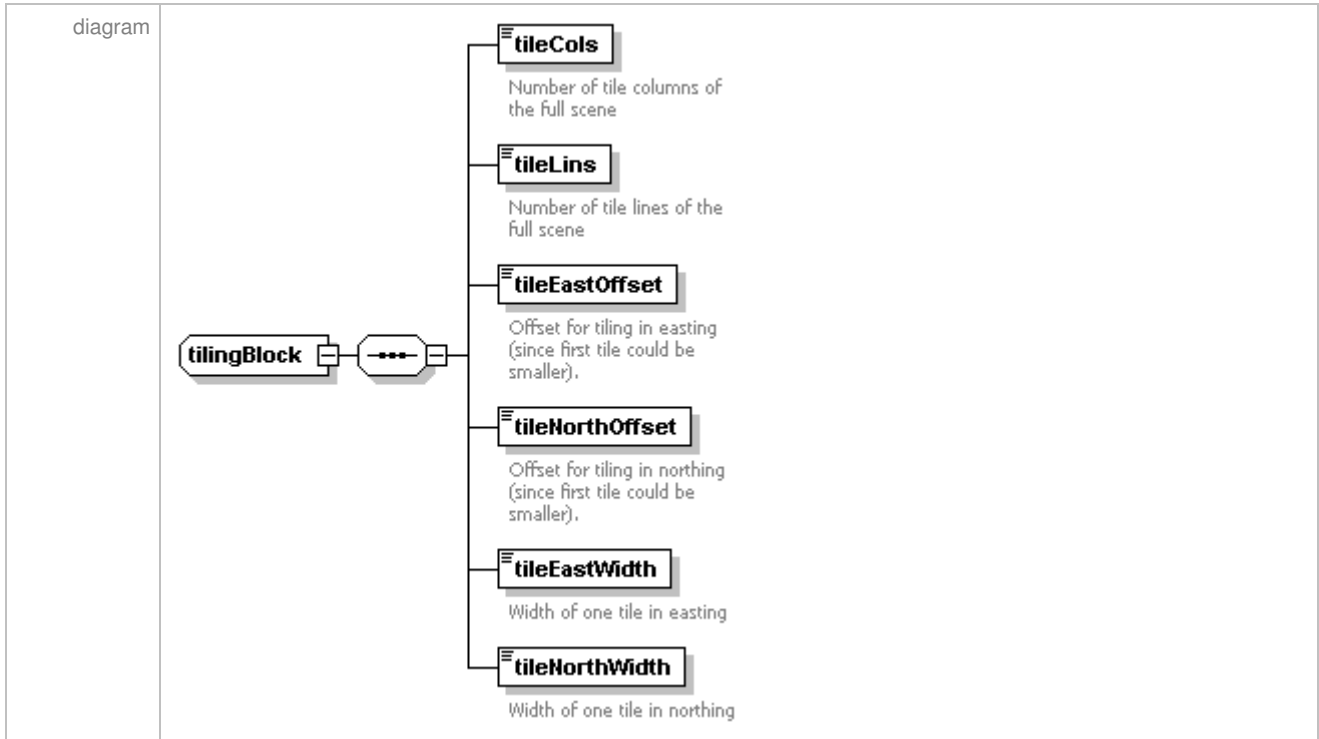 diagram
tileCols
Number of tile columns of
the full scene
tileLins
Number of tile lines of the
full scene
tileEastOffset
Offset for tiling in easting
(since first tile could be
smaller).
tilingBlock
tileNorthOffset
Offset for tiling in northing
(since first tile could be
smaller).
tileEastWidth
Width of one tile in easting
tileNorthWidth
Width of one tile in northing